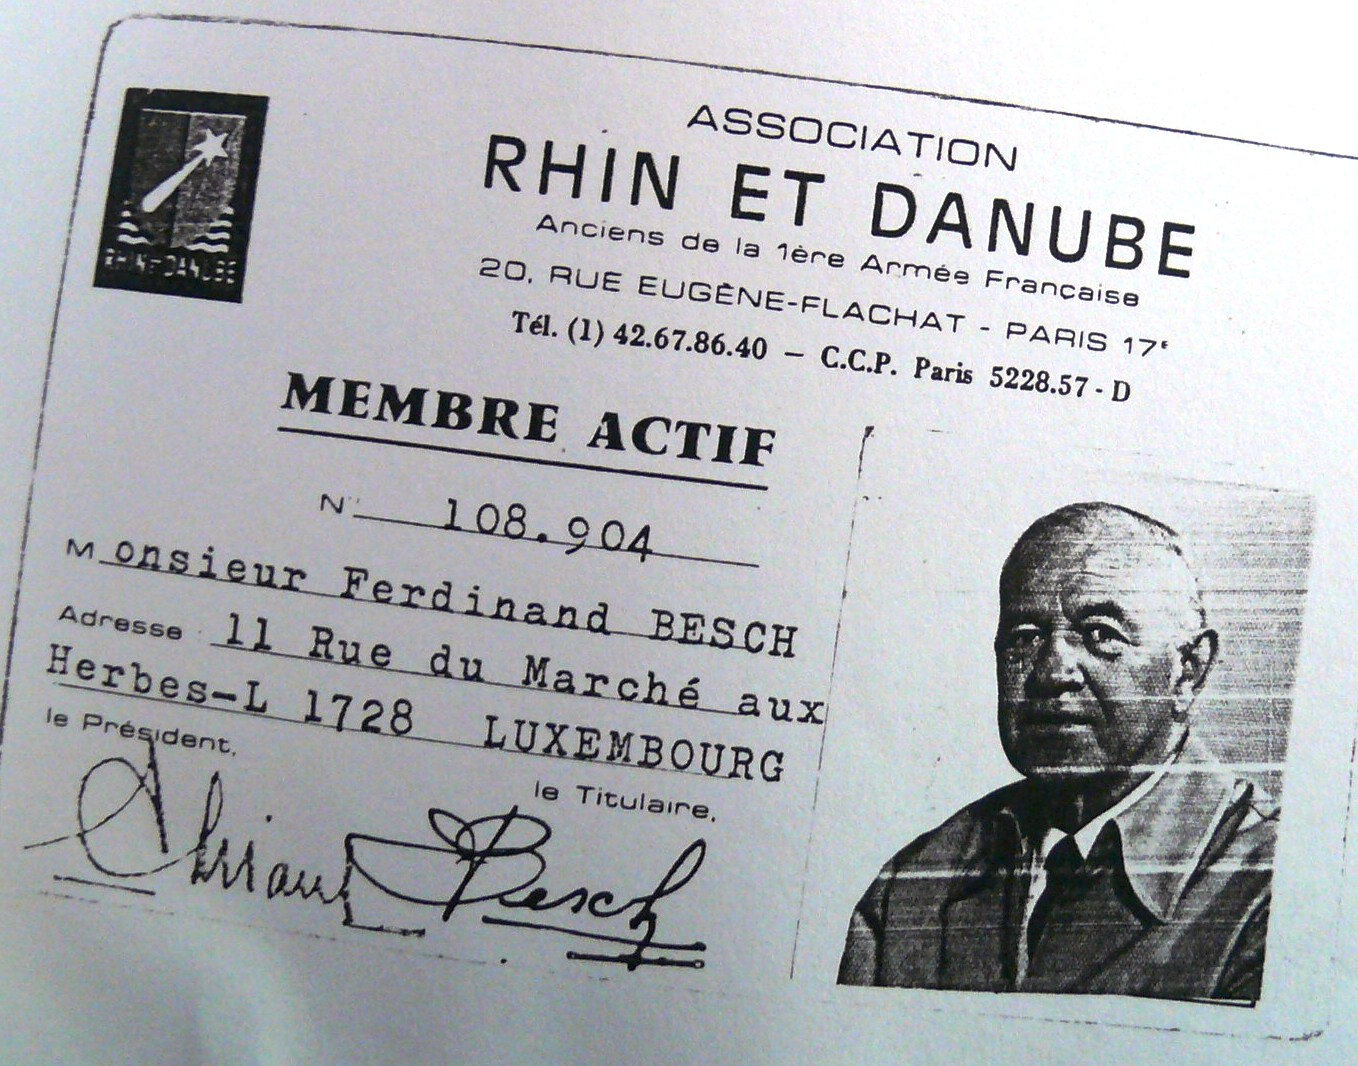 RHIN ET DANUBE
ASSOCIATION
RHIN ET DANUBE
Anciens de la 1ère Armée Française
20, RUE EUGÈNE-FLACHAT - PARIS 17e
Tél. (1) 42.67.86.40 – C.C.P. Paris 5228.57 - D
MEMBRE ACTIF
N° 108.904
Monsieur Ferdinand BESCH
Adresse : 11 Rue du Marché aux
Herbes-L 1728 LUXEMBOURG
le Président,
le Titulaire,
Besch